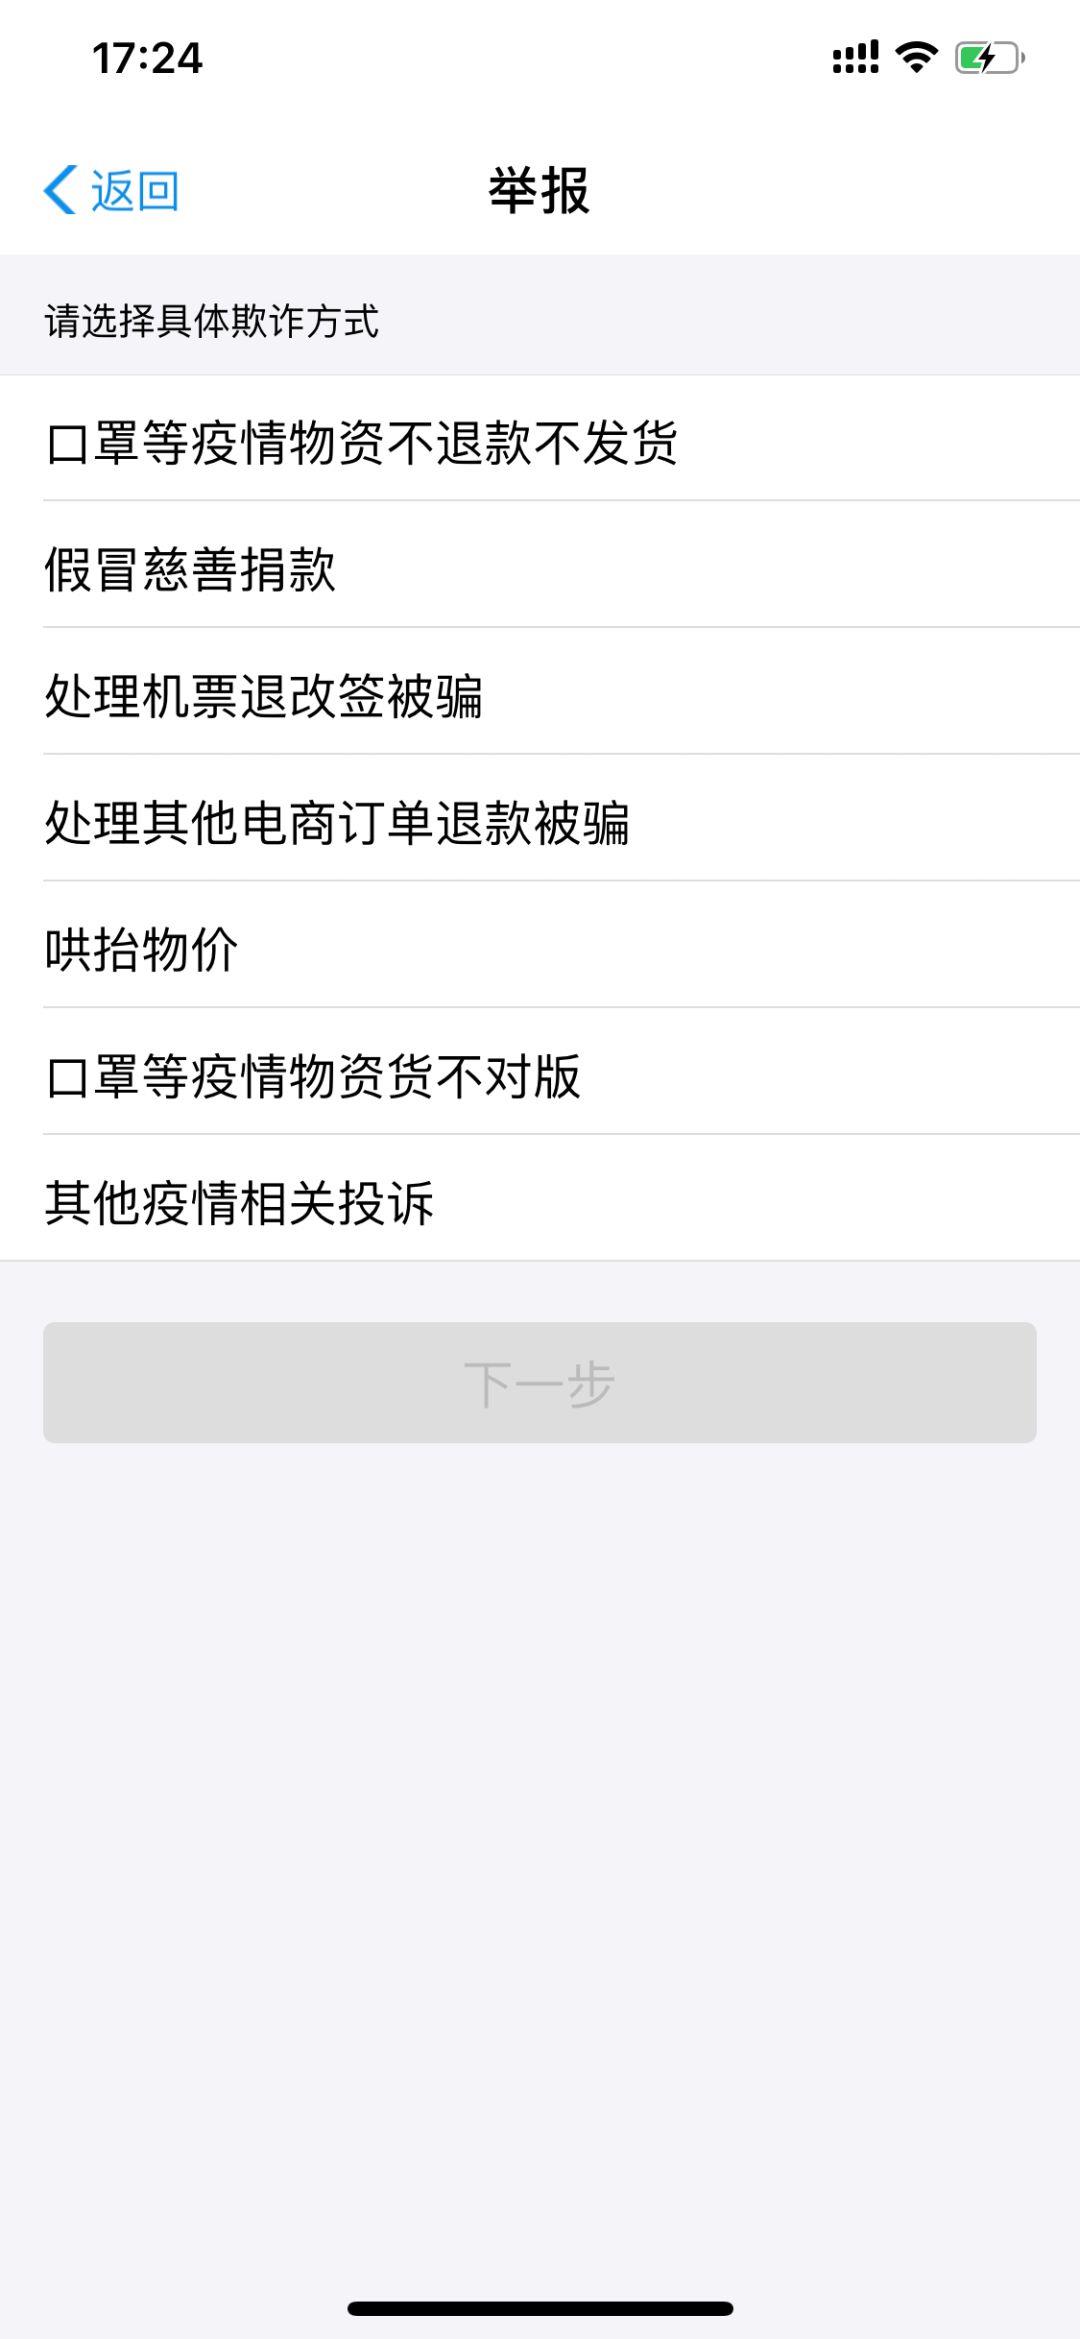 17:24
返回
举报
请选择具体欺诈方式
口罩等疫情物资不退款不发货
假冒慈善捐款
处理机票退改签被骗
处理其他电商订单退款被骗
哄抬物价
口罩等疫情物资货不对版
其他疫情相关投诉
下一步